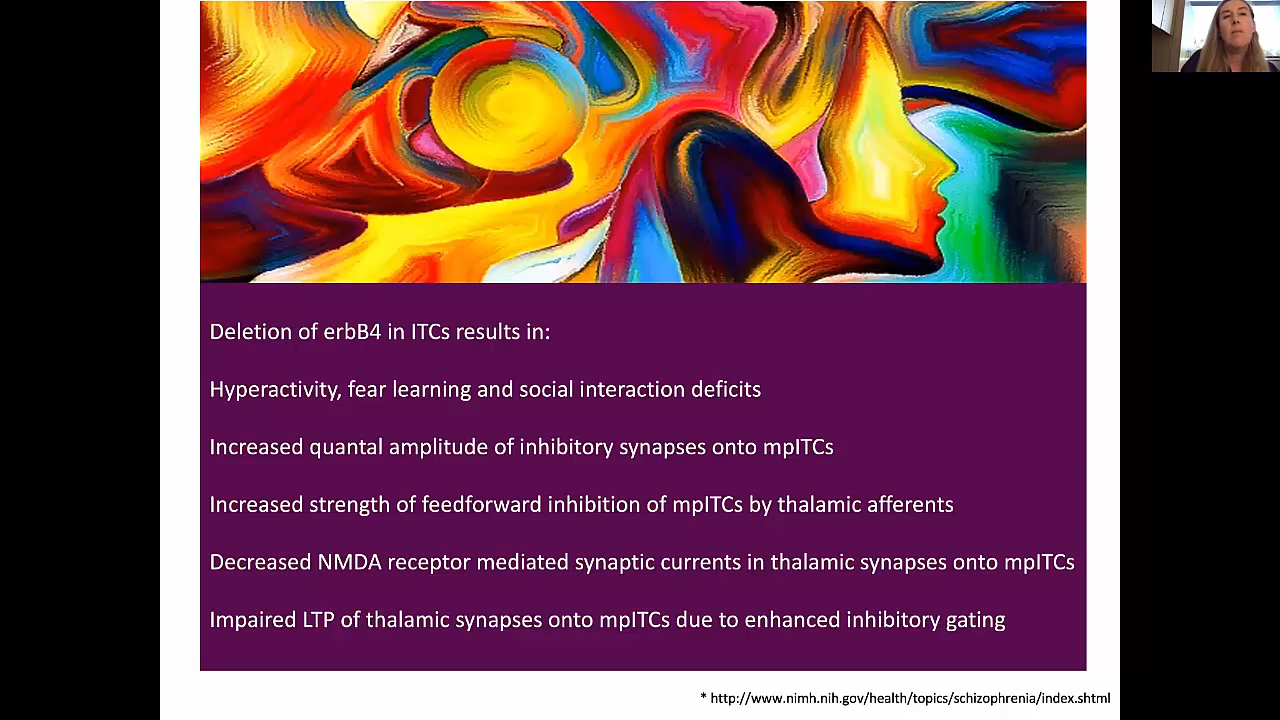 Deletion of erbB4 in ITCs results in:
Hyperactivity, fear learning and social interaction deficits
Increased quantal amplitude of inhibitory synapses onto mpITCs
Increased strength of feedforward inhibition of mpITCs by thalamic afferents
Decreased NMDA receptor mediated synaptic currents in thalamic synapses onto mpITCs
Impaired LTP of thalamic synapses onto mpITCs due to enhanced inhibitory gating
* http://www.nimh.nih.gov/health/topics/schizophrenia/index.shtml